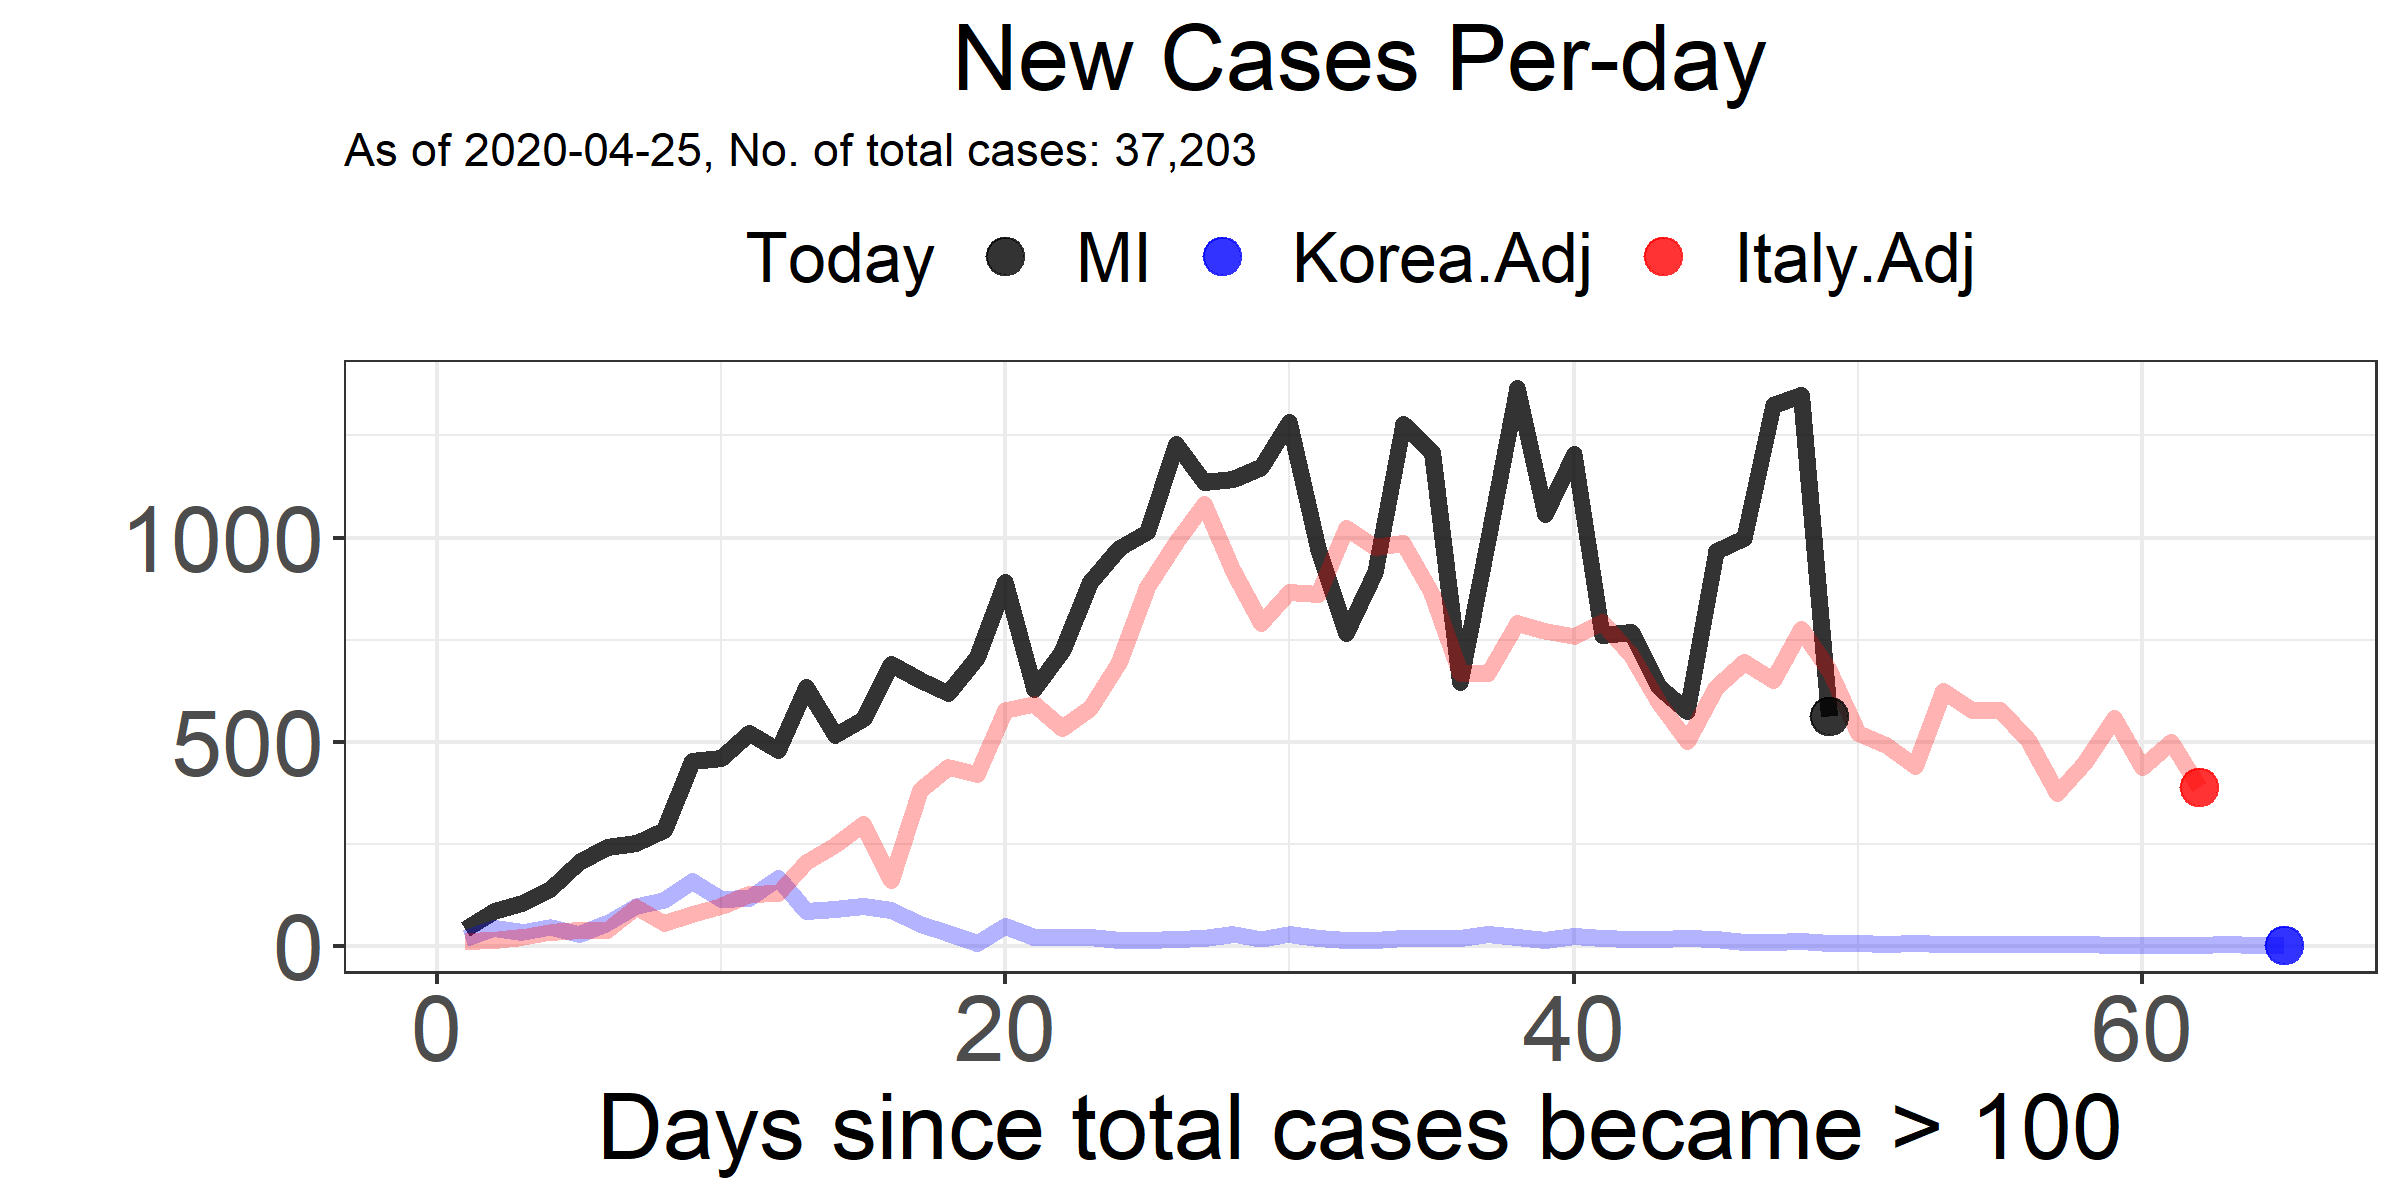 New Cases Per-day
As of 2020-04-25, No. of total cases: 37,203
Today MI Korea.Adj Italy.Adj
1000
500
0
0 20 40 60
Days since total cases became > 100